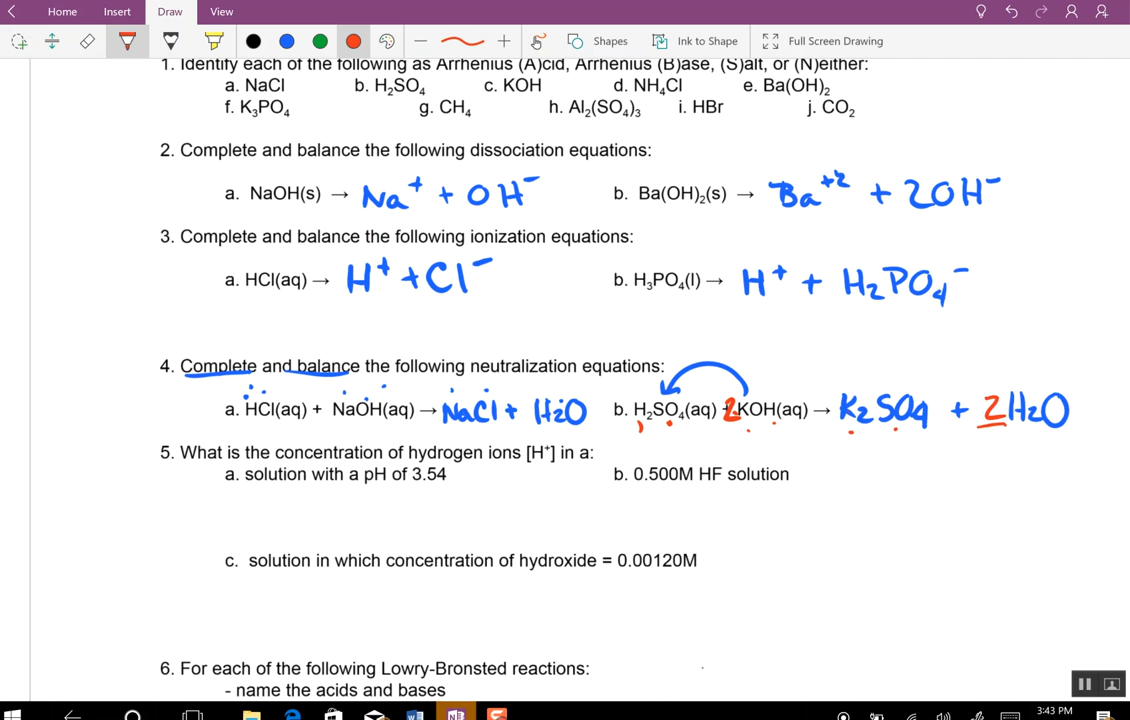 Home Insert Draw View
Shapes Ink to Shape Full Screen Drawing
1. Identify each of the following as Arrhenius (A)cid, Arrhenius (B)ase, (S)alt, or (N)either:
a. NaCl b. H₂SO₄ c. KOH d. NH₄Cl e. Ba(OH)₂
f. K₃PO₄ g. CH₄ h. Al₂(SO₄)₃ i. HBr j. CO₂
2. Complete and balance the following dissociation equations:
a. NaOH(s) → Na⁺ + OH⁻ b. Ba(OH)₂(s) → Ba⁺² + 2OH⁻
3. Complete and balance the following ionization equations:
a. HCl(aq) → H⁺ + Cl⁻ b. H₃PO₄(l) → H⁺ + H₂PO₄⁻
4. Complete and balance the following neutralization equations:
a. HCl(aq) + NaOH(aq) → NaCl + H₂O b. H₂SO₄(aq) + 2KOH(aq) → K₂SO₄ + 2H₂O
5. What is the concentration of hydrogen ions [H⁺] in a:
a. solution with a pH of 3.54 b. 0.500M HF solution
c. solution in which concentration of hydroxide = 0.00120M
6. For each of the following Lowry-Bronsted reactions:
- name the acids and bases
3:43 PM